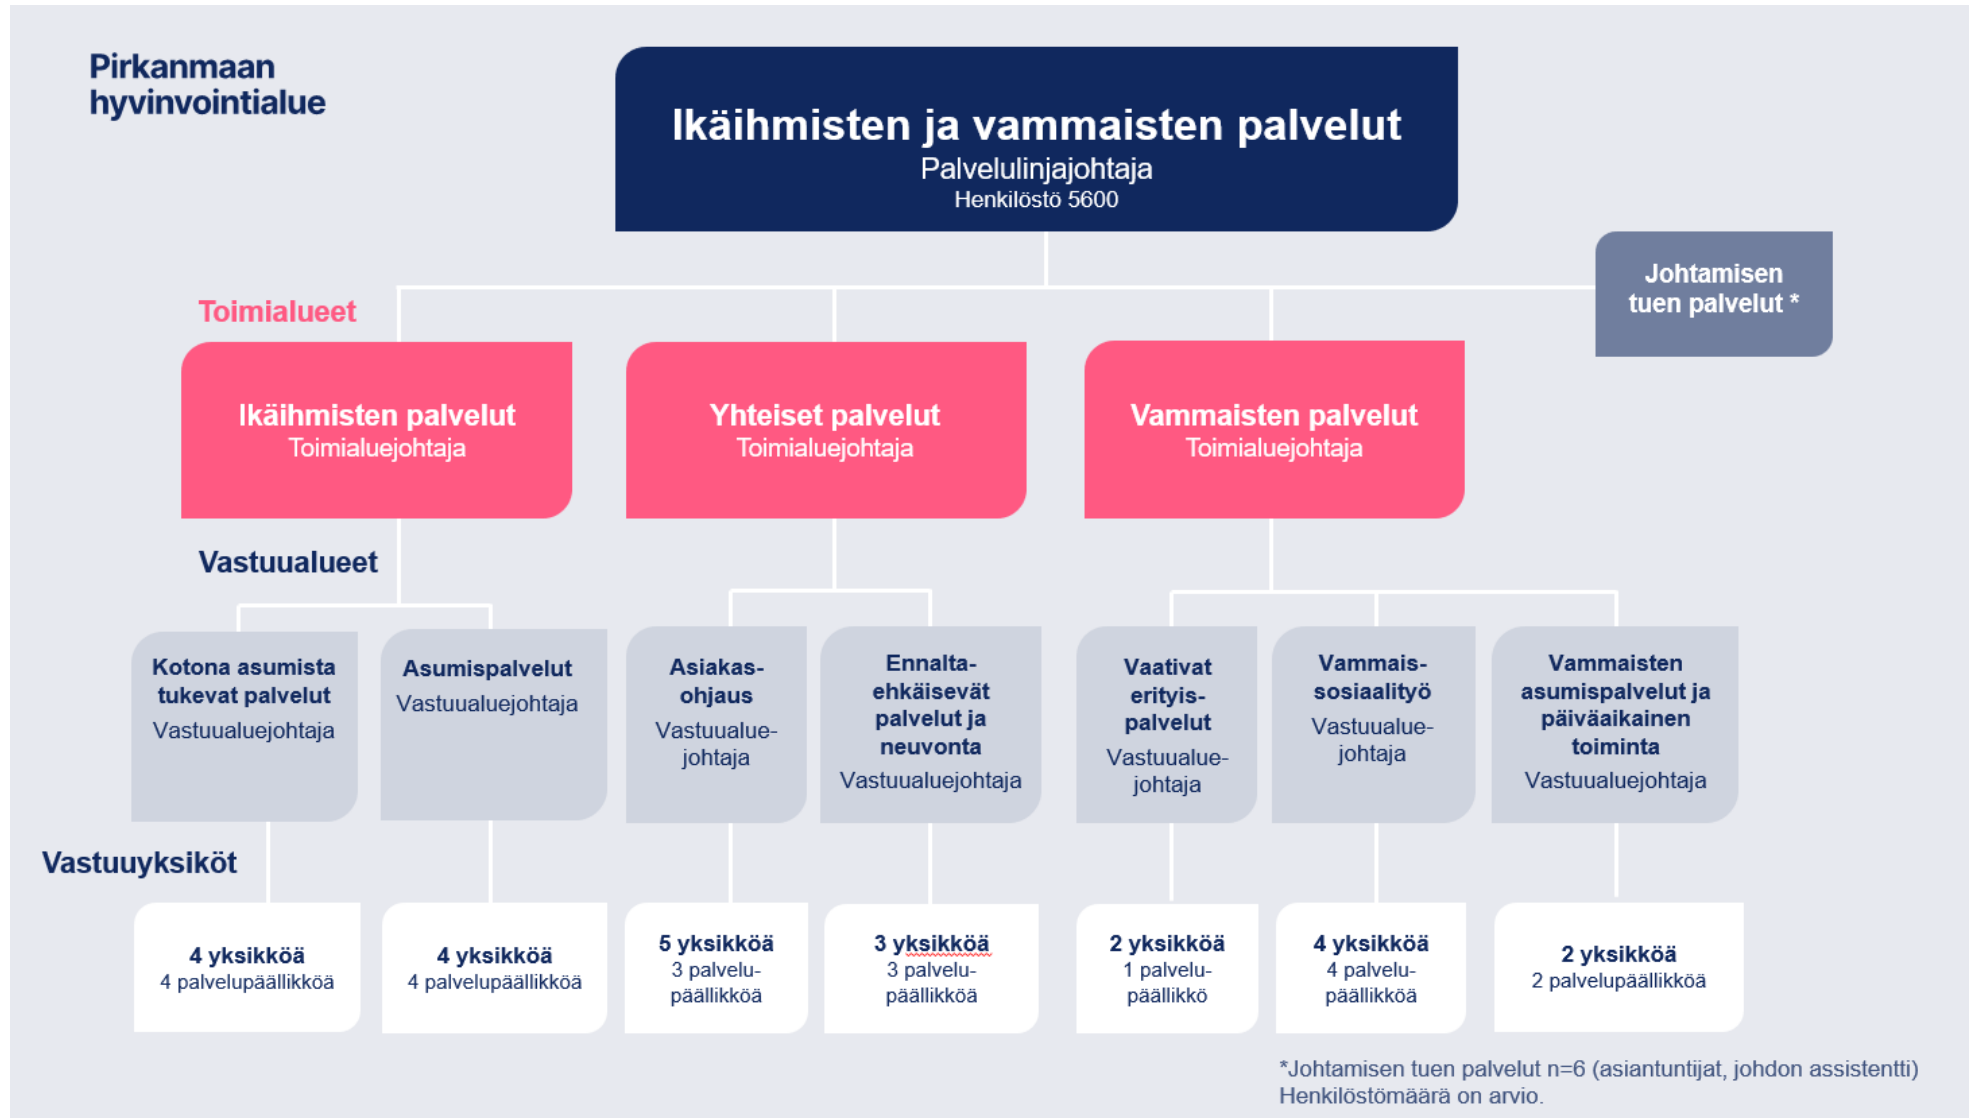 Pirkanmaan
hyvinvointialue
Ikäihmisten ja vammaisten palvelut
Palvelulinjajohtaja
Henkilöstö 5600
Johtamisen
tuen palvelut *
Toimialueet
Ikäihmisten palvelut
Toimialuejohtaja
Yhteiset palvelut
Toimialuejohtaja
Vammaisten palvelut
Toimialuejohtaja
Vastuualueet
Kotona asumista
tukevat palvelut
Vastuualuejohtaja
Asumispalvelut
Vastuualuejohtaja
Asiakas-
ohjaus
Vastuualue-
johtaja
Ennalta-
ehkäisevät
palvelut ja
neuvonta
Vastuualuejohtaja
Vaativat
erityis-
palvelut
Vastuualue-
johtaja
Vammais-
sosiaalityö
Vastuualue-
johtaja
Vammaisten
asumispalvelut ja
päiväaikainen
toiminta
Vastuualuejohtaja
Vastuuyksiköt
4 yksikköä
4 palvelupäällikköä
4 yksikköä
4 palvelupäällikköä
5 yksikköä
3 palvelu-
päällikköä
3 yksikköä
3 palvelu-
päällikköä
2 yksikköä
1 palvelu-
päällikkö
4 yksikköä
4 palvelu-
päällikköä
2 yksikköä
2 palvelupäällikköä
*Johtamisen tuen palvelut n=6 (asiantuntijat, johdon assistentti)
Henkilöstömäärä on arvio.